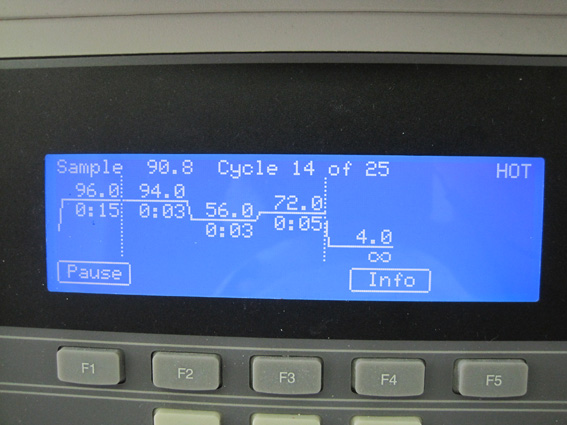 Sample 90.8 Cycle 14 of 25 HOT
96.0 94.0 56.0 72.0
0:15 0:03 0:03 0:05
4.0
∞
Pause Info
F1 F2 F3 F4 F5